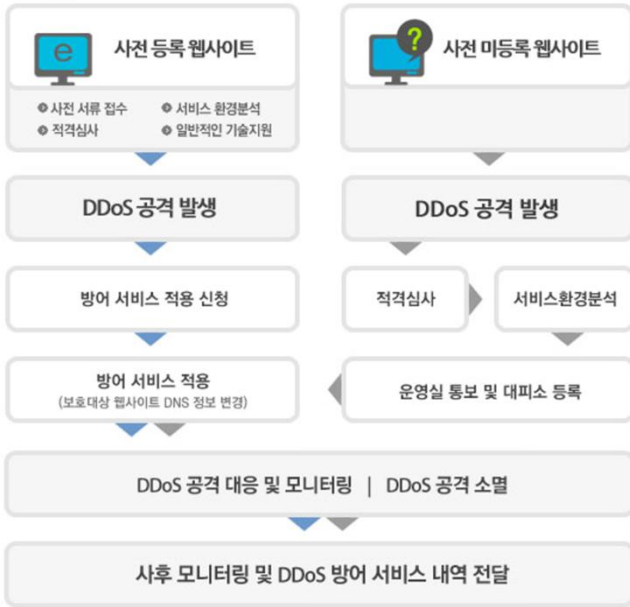 사전 등록 웹사이트
사전 서류 접수
서비스 환경분석
적격심사
일반적인 기술지원
DDoS 공격 발생
방어 서비스 적용 신청
방어 서비스 적용
(보호대상 웹사이트 DNS 정보 변경)
?
사전 미등록 웹사이트
DDoS 공격 발생
적격심사
서비스환경분석
운영실 통보 및 대피소 등록
DDoS 공격 대응 및 모니터링 | DDoS 공격 소멸
사후 모니터링 및 DDoS 방어 서비스 내역 전달